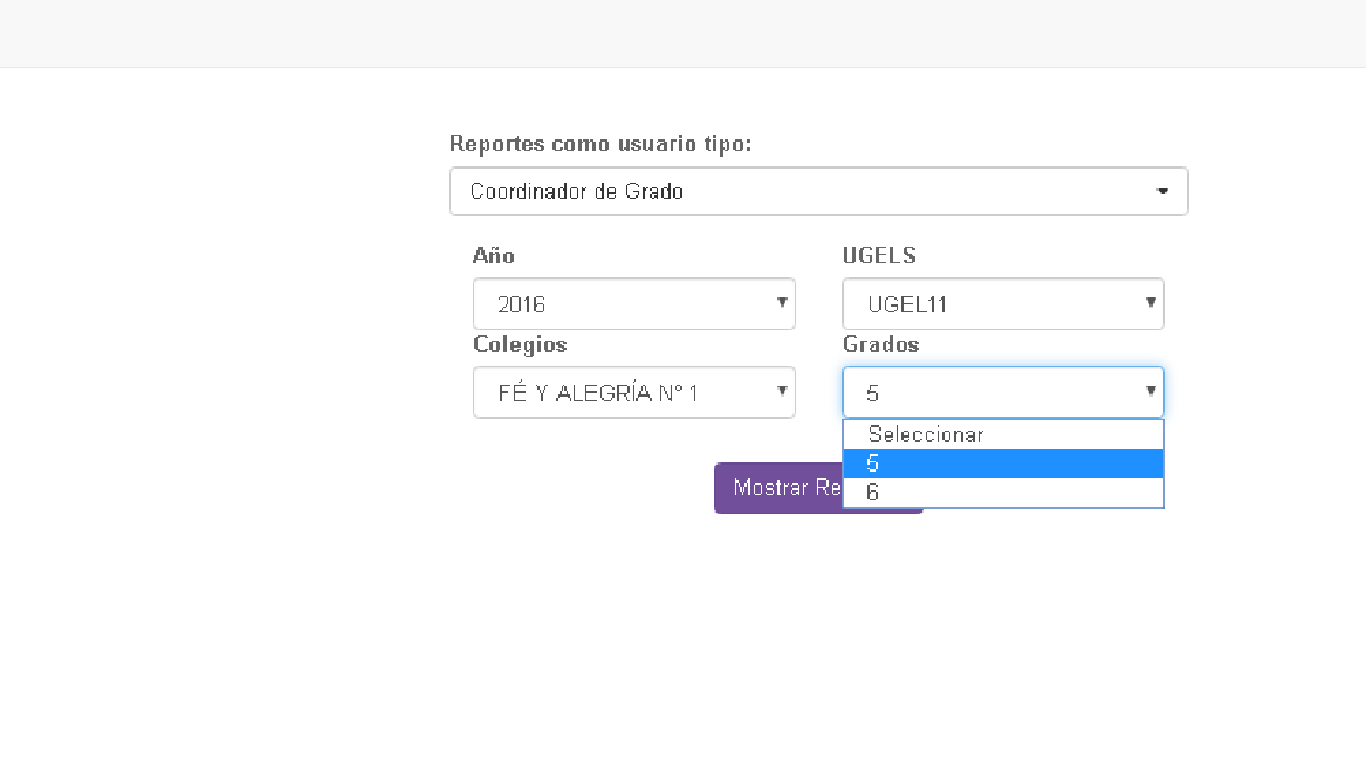 Reportes como usuario tipo:
Coordinador de Grado
Año UGELS
2016 UGEL11
Colegios Grados
FÉ Y ALEGRÍA N° 1 5
Seleccionar
5
Mostrar Re
6